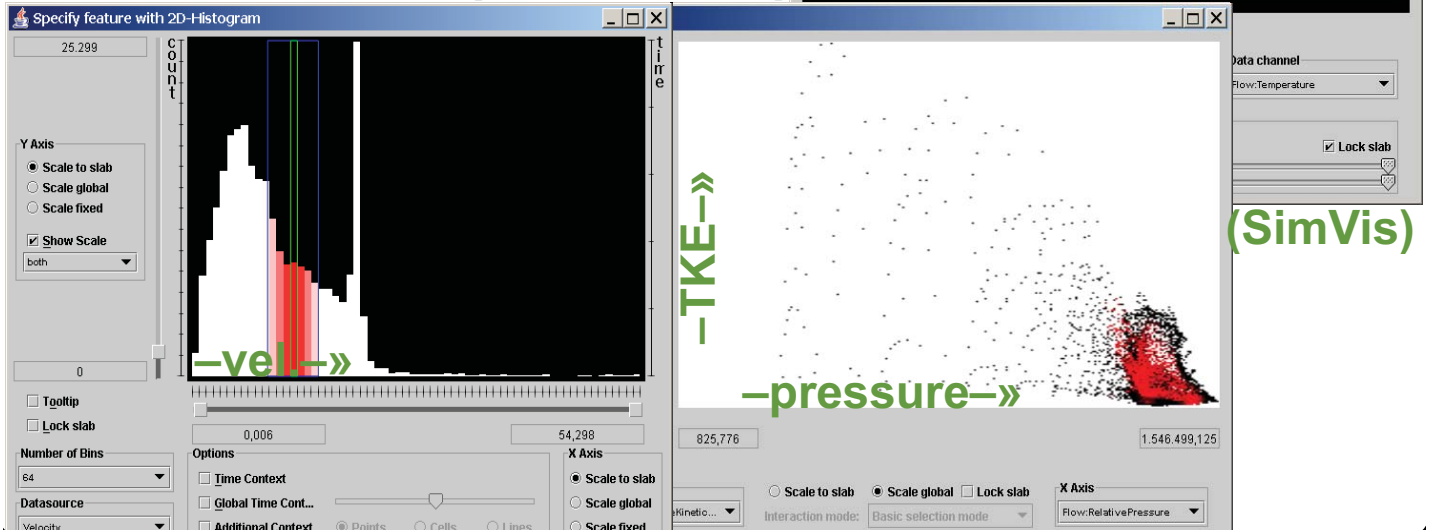 Specify feature with 2D-Histogram
25.299
count
time
Y Axis
Scale to slab
Scale global
Scale fixed
Show Scale
both
0
Tooltip
Lock slab
Number of Bins
64
Datasource
Velocity
–vel–»
0,006
54,298
Options
Time Context
Global Time Cont...
Additional Context
Points
Cells
Lines
X Axis
Scale to slab
Scale global
Scale fixed
–TKE–»
–pressure–»
825,776
1.546.499,125
eKinetic...
Scale to slab
Scale global
Lock slab
Interaction mode:
Basic selection mode
X Axis
Flow:RelativePressure
Data channel
Flow:Temperature
Lock slab
(SimVis)